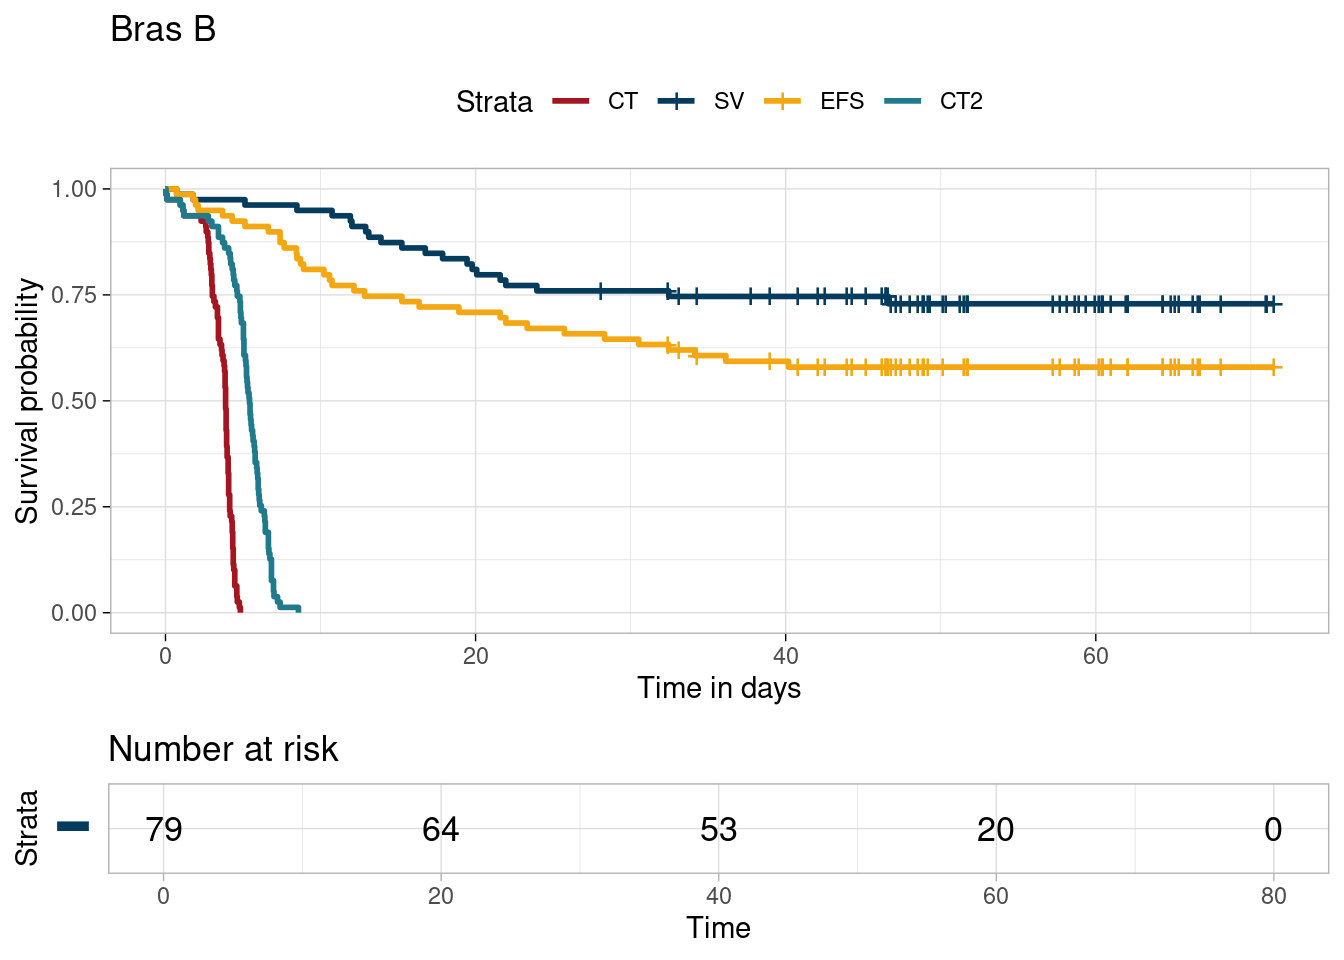 Bras B
Strata CT SV EFS CT2
Survival probability
1.00
0.75
0.50
0.25
0.00
0 20 40 60
Time in days
Number at risk
Strata
79 64 53 20 0
0 20 40 60 80
Time